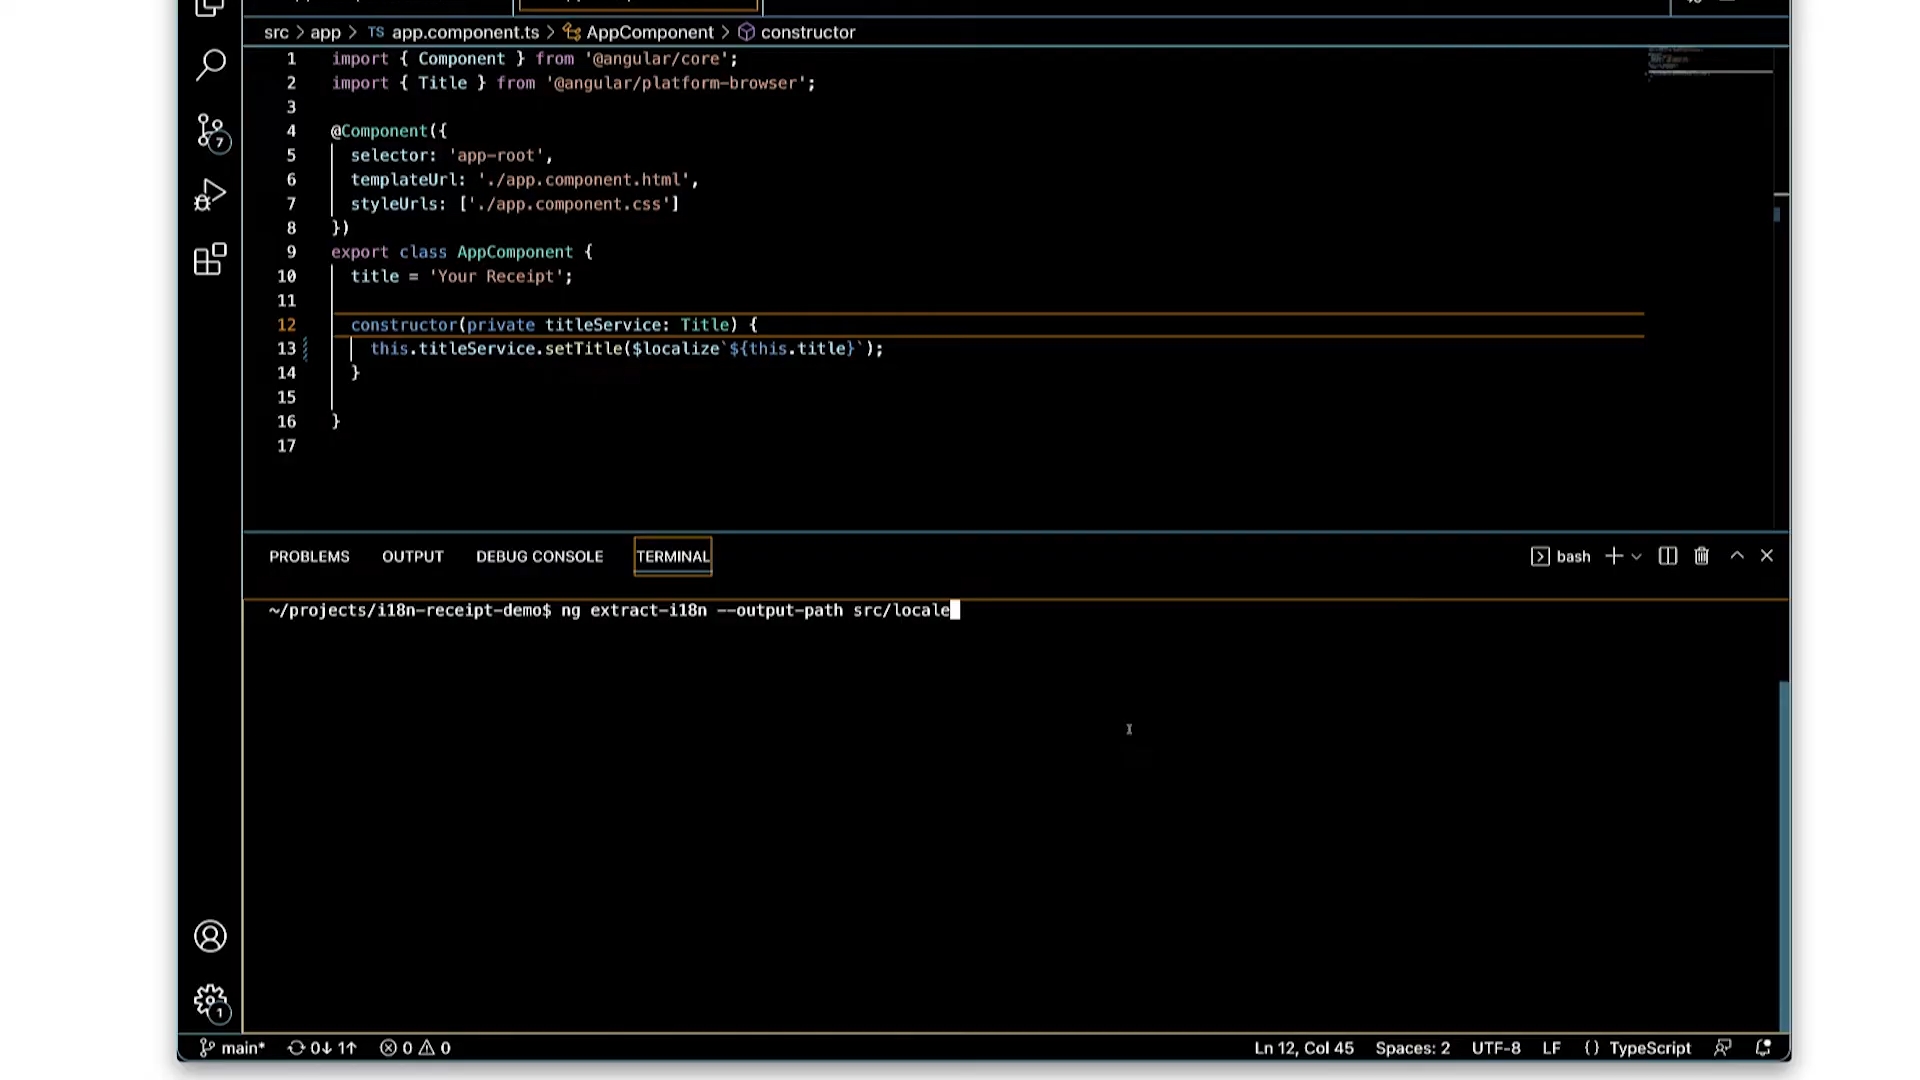 src > app > TS app.component.ts > AppComponent > constructor
1 import { Component } from '@angular/core';
2 import { Title } from '@angular/platform-browser';
3
4 @Component({
5 selector: 'app-root',
6 templateUrl: './app.component.html',
7 styleUrls: ['./app.component.css']
8 })
9 export class AppComponent {
10 title = 'Your Receipt';
11
12 constructor(private titleService: Title) {
13 this.titleService.setTitle($localize`${this.title}`);
14 }
15
16 }
17
7
PROBLEMS OUTPUT DEBUG CONSOLE TERMINAL bash
~/projects/i18n-receipt-demo$ ng extract-i18n --output-path src/locale
1
main* 0↓ 1↑ 0 0 Ln 12, Col 45 Spaces: 2 UTF-8 LF {} TypeScript